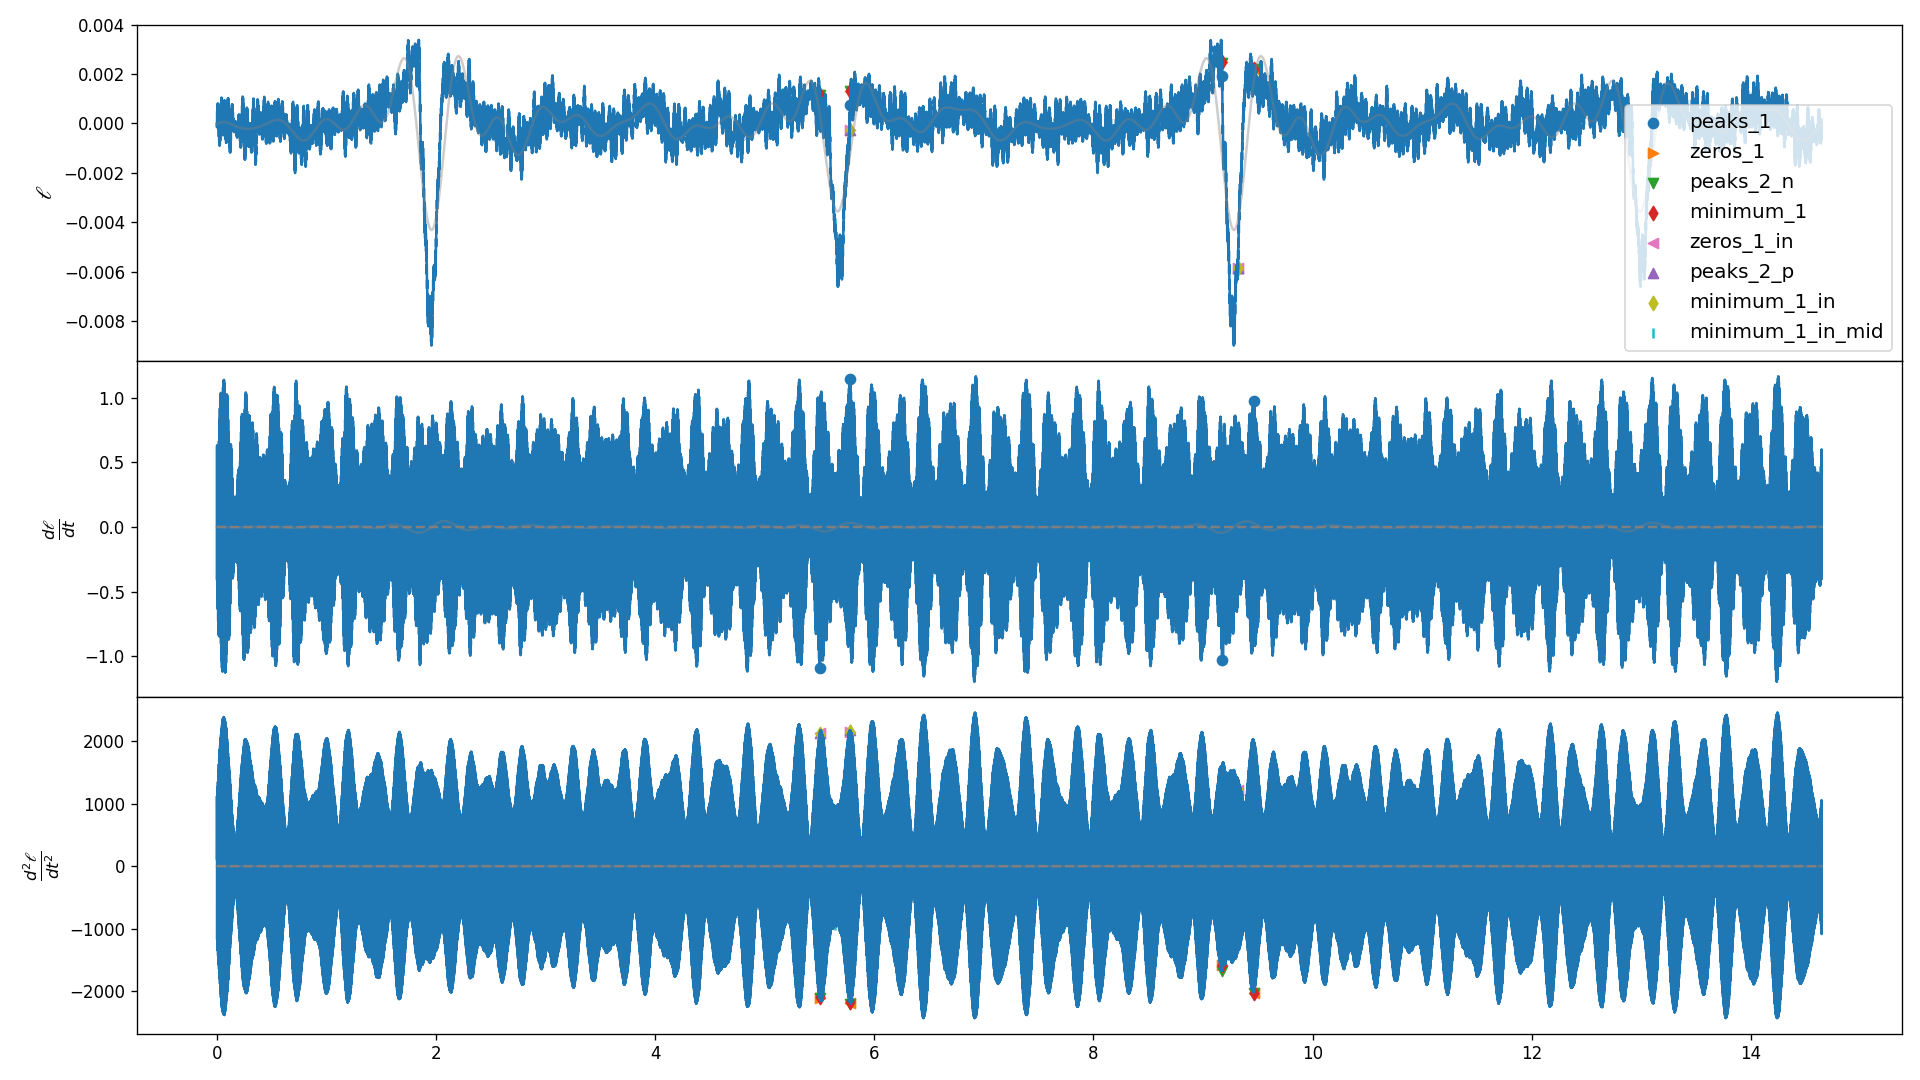 0.004
0.002
0.000
−0.002
−0.004
−0.006
−0.008
ℓ
peaks_1
zeros_1
peaks_2_n
minimum_1
zeros_1_in
peaks_2_p
minimum_1_in
minimum_1_in_mid
1.0
0.5
0.0
−0.5
−1.0
dℓ
dt
2000
1000
0
−1000
−2000
d²ℓ
dt²
0 2 4 6 8 10 12 14